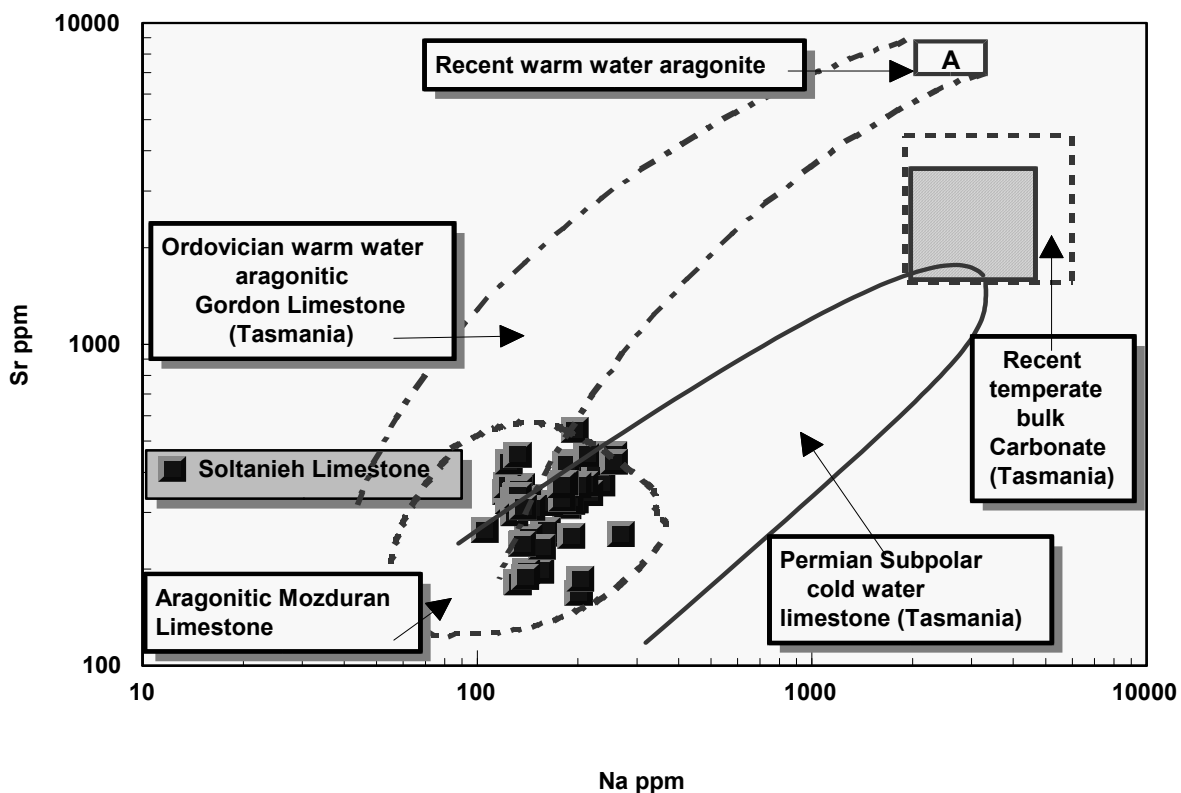 10000
Recent warm water aragonite
A
Ordovician warm water
aragonitic
Gordon Limestone
(Tasmania)
Sr ppm
1000
Recent
temperate
bulk
Carbonate
(Tasmania)
Soltanieh Limestone
Permian Subpolar
cold water
limestone (Tasmania)
Aragonitic Mozduran
Limestone
100
10
100
1000
10000
Na ppm